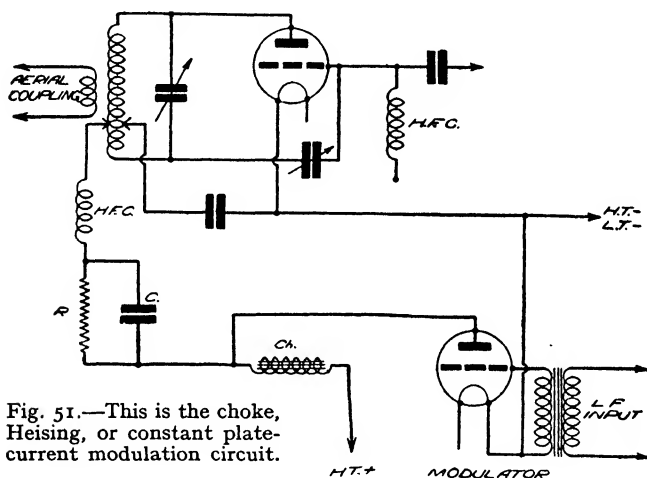 AERIAL
COUPLING
H.F.C.
H.F.C.
H.T.-
L.T.-
R
C.
Ch.
L F
INPUT
Fig. 51.—This is the choke,
Heising, or constant plate-
current modulation circuit.
H.T.+
MODULATOR